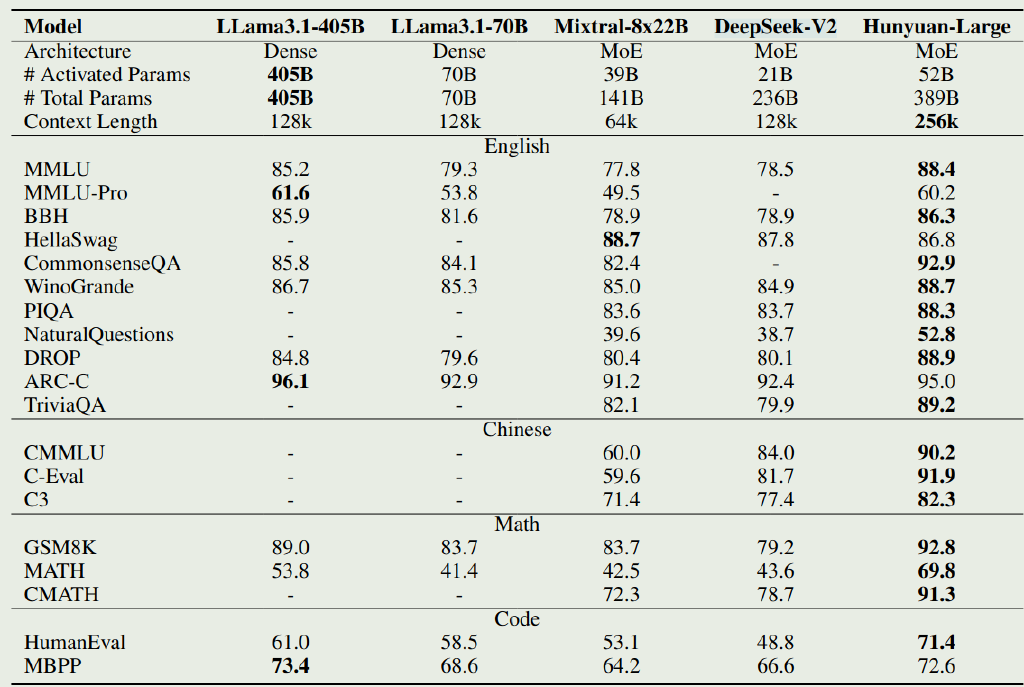 Model LLama3.1-405B LLama3.1-70B Mixtral-8x22B DeepSeek-V2 Hunyuan-Large
Architecture Dense Dense MoE MoE MoE
# Activated Params 405B 70B 39B 21B 52B
# Total Params 405B 70B 141B 236B 389B
Context Length 128k 128k 64k 128k 256k
English
MMLU 85.2 79.3 77.8 78.5 88.4
MMLU-Pro 61.6 53.8 49.5 - 60.2
BBH 85.9 81.6 78.9 78.9 86.3
HellaSwag - - 88.7 87.8 86.8
CommonsenseQA 85.8 84.1 82.4 - 92.9
WinoGrande 86.7 85.3 85.0 84.9 88.7
PIQA - - 83.6 83.7 88.3
NaturalQuestions - - 39.6 38.7 52.8
DROP 84.8 79.6 80.4 80.1 88.9
ARC-C 96.1 92.9 91.2 92.4 95.0
TriviaQA - - 82.1 79.9 89.2
Chinese
CMMLU - - 60.0 84.0 90.2
C-Eval - - 59.6 81.7 91.9
C3 - - 71.4 77.4 82.3
Math
GSM8K 89.0 83.7 83.7 79.2 92.8
MATH 53.8 41.4 42.5 43.6 69.8
CMATH - - 72.3 78.7 91.3
Code
HumanEval 61.0 58.5 53.1 48.8 71.4
MBPP 73.4 68.6 64.2 66.6 72.6